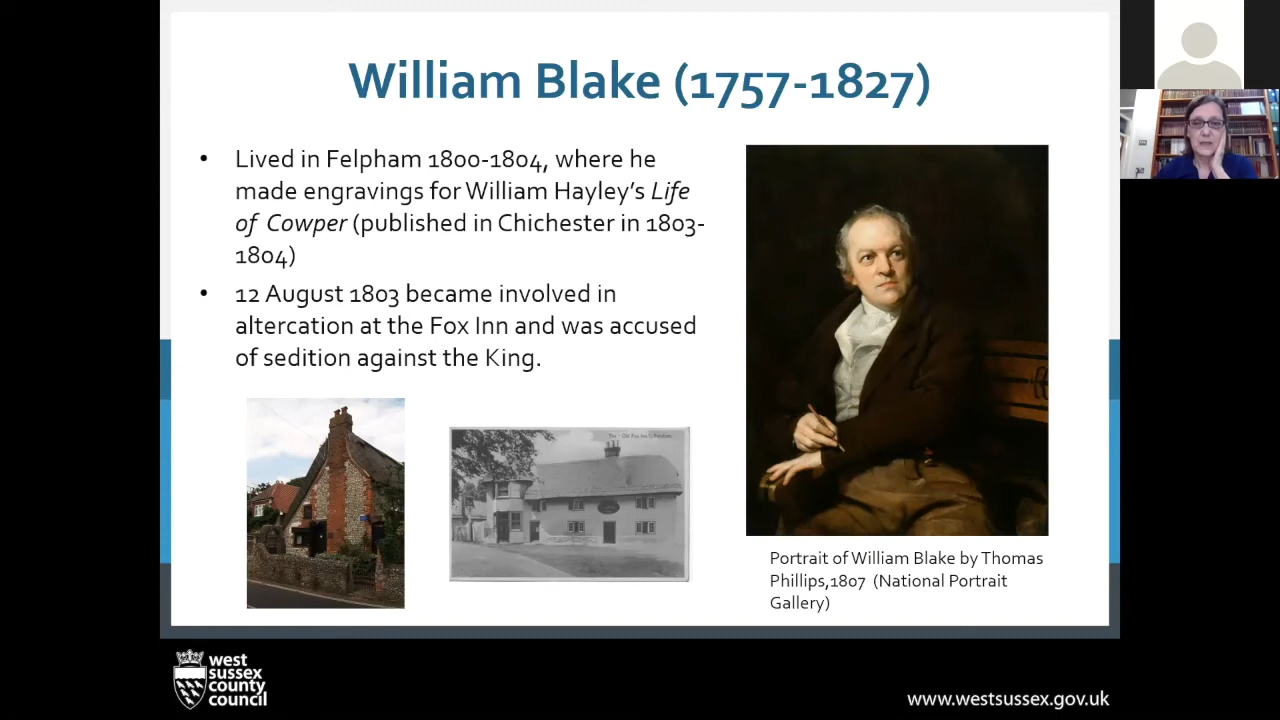 William Blake (1757-1827)
• Lived in Felpham 1800-1804, where he
made engravings for William Hayley's Life
of Cowper (published in Chichester in 1803-
1804)
• 12 August 1803 became involved in
altercation at the Fox Inn and was accused
of sedition against the King.
Portrait of William Blake by Thomas
Phillips,1807 (National Portrait
Gallery)
west
sussex
county
council
www.westsussex.gov.uk